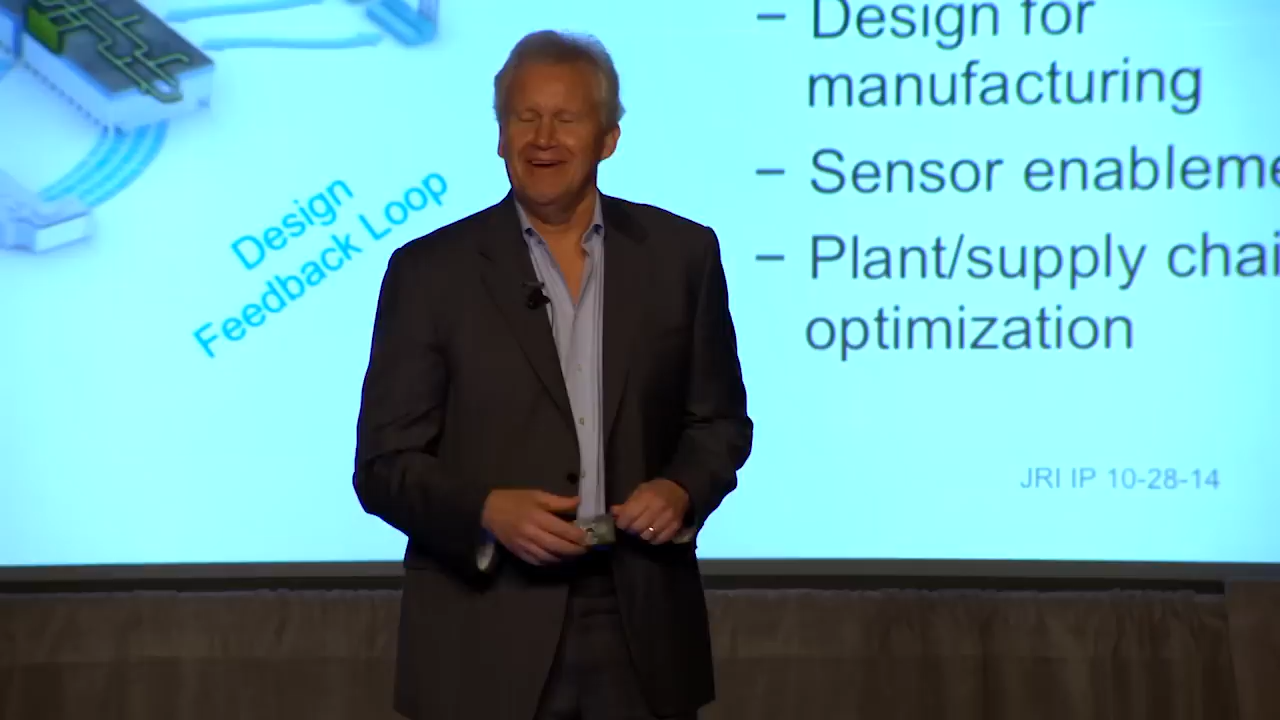 Design
Feedback Loop
– Design for
manufacturing
– Sensor enableme
– Plant/supply chai
optimization
JRI IP 10-28-14